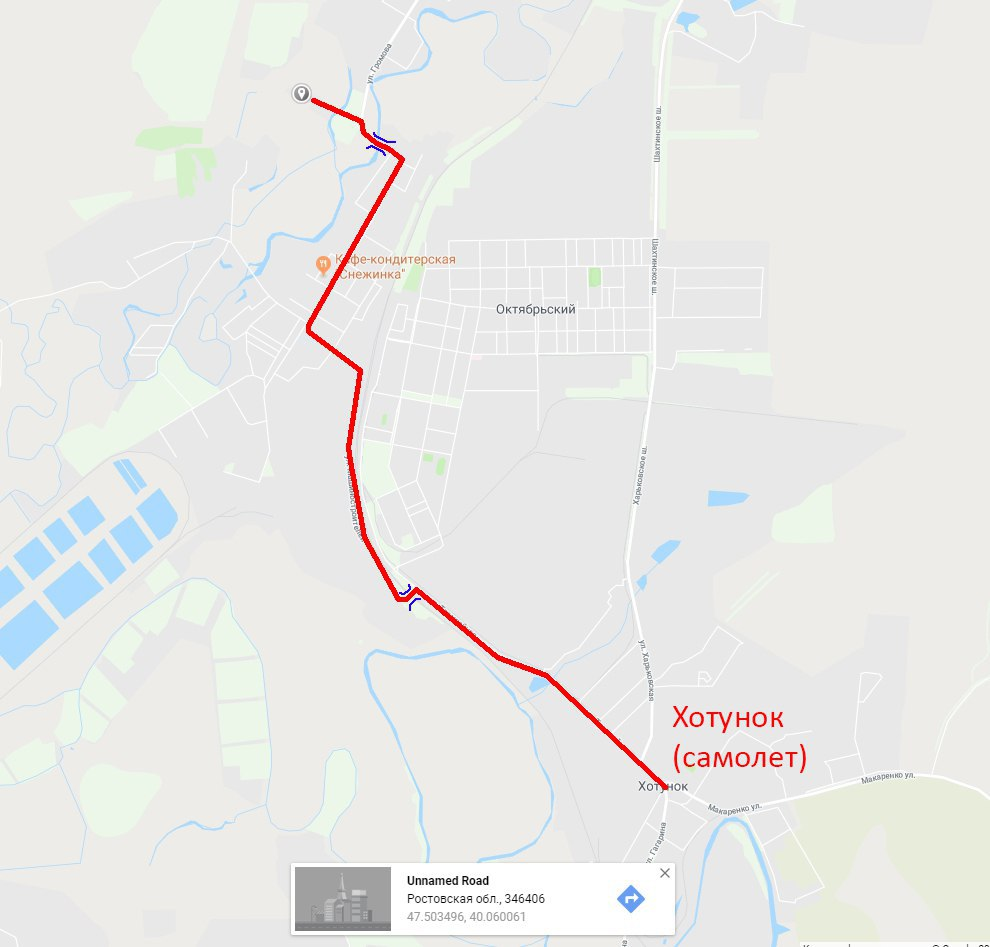 ул. Громова
Шахтинское ш.
Шахтинское ш.
Кафе-кондитерская
"Снежинка"
Октябрьский
Харьковское ш.
ул. Харьковская
Хотунок
(самолет)
Хотунок
Макаренко ул.
Макаренко ул.
ул. Гагарина
Unnamed Road
Ростовская обл., 346406
47.503496, 40.060061